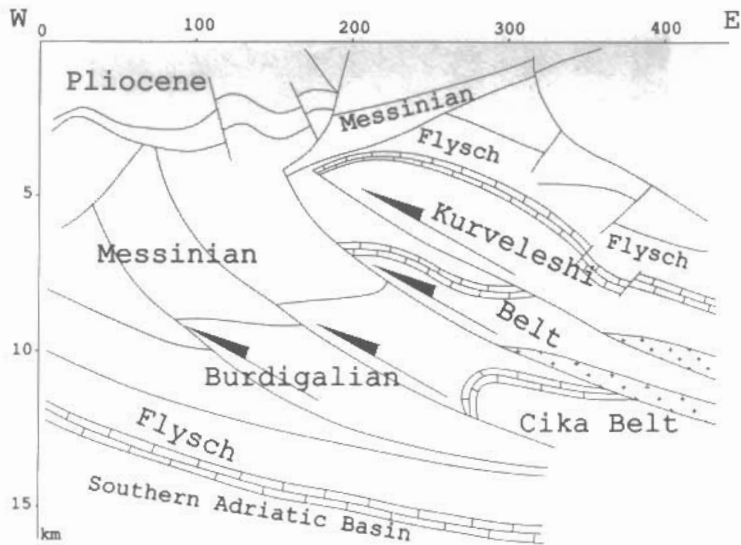 W
E
0
100
200
300
400
Pliocene
Messinian
Flysch
5
Kurveleshi
Flysch
Messinian
Belt
10
Burdigalian
Cika Belt
Flysch
Southern Adriatic Basin
15
km